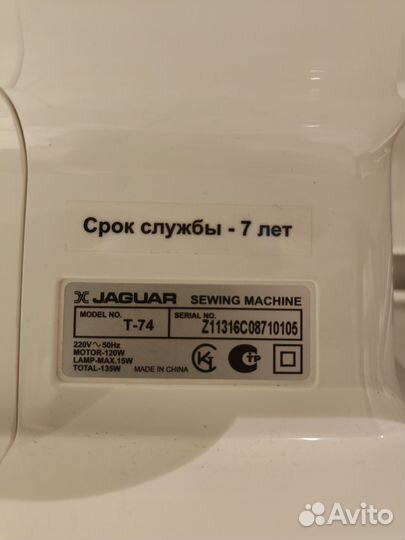 Срок службы - 7 лет
JAGUAR SEWING MACHINE
MODEL NO. T-74 SERIAL NO. Z11316C08710105
220V ~ 50Hz
MOTOR-120W
LAMP-MAX.15W
TOTAL-135W MADE IN CHINA
Avito